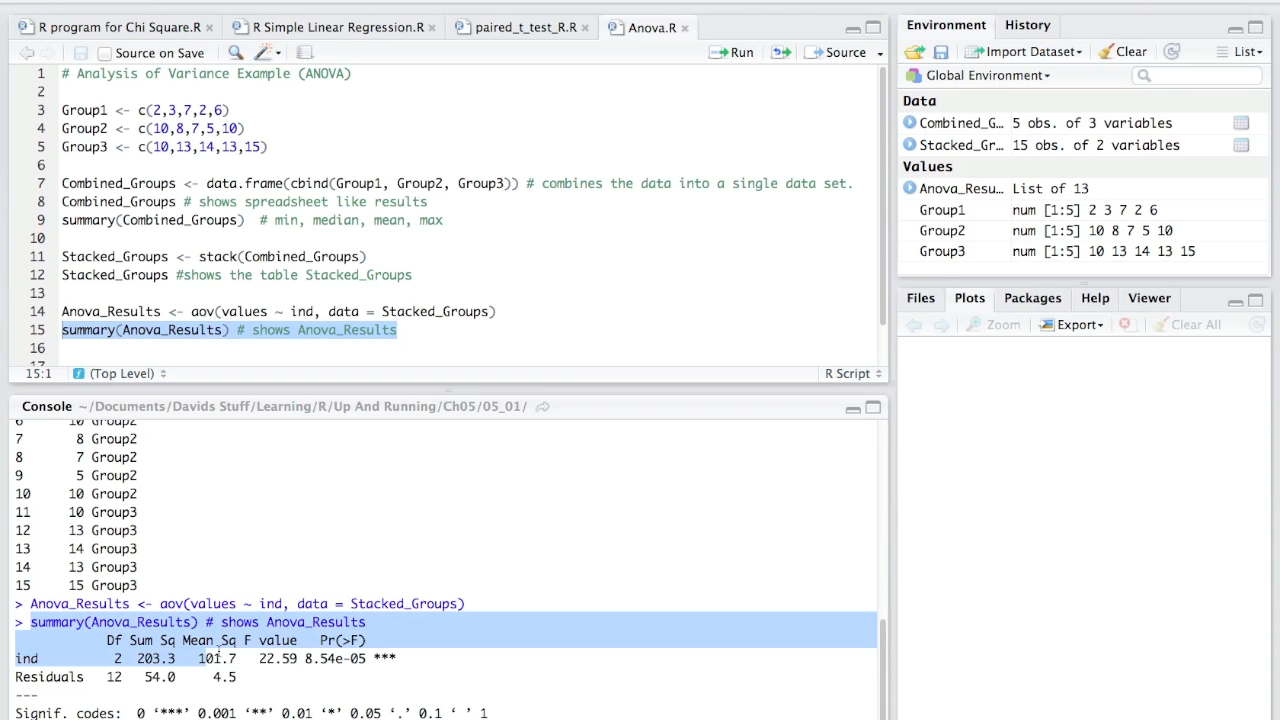 R program for Chi Square.R × R Simple Linear Regression.R × paired_t_test_R.R × Anova.R ×
Source on Save Run Source
1 # Analysis of Variance Example (ANOVA)
2
3 Group1 <- c(2,3,7,2,6)
4 Group2 <- c(10,8,7,5,10)
5 Group3 <- c(10,13,14,13,15)
6
7 Combined_Groups <- data.frame(cbind(Group1, Group2, Group3)) # combines the data into a single data set.
8 Combined_Groups # shows spreadsheet like results
9 summary(Combined_Groups) # min, median, mean, max
10
11 Stacked_Groups <- stack(Combined_Groups)
12 Stacked_Groups #shows the table Stacked_Groups
13
14 Anova_Results <- aov(values ~ ind, data = Stacked_Groups)
15 summary(Anova_Results) # shows Anova_Results
16
17
15:1 (Top Level) R Script
Console ~/Documents/Davids Stuff/Learning/R/Up And Running/Ch05/05_01/
6 10 Group2
7 8 Group2
8 7 Group2
9 5 Group2
10 10 Group2
11 10 Group3
12 13 Group3
13 14 Group3
14 13 Group3
15 15 Group3
> Anova_Results <- aov(values ~ ind, data = Stacked_Groups)
> summary(Anova_Results) # shows Anova_Results
Df Sum Sq Mean Sq F value Pr(>F)
ind 2 203.3 101.7 22.59 8.54e-05 ***
Residuals 12 54.0 4.5
---
Signif. codes: 0 ‘***’ 0.001 ‘**’ 0.01 ‘*’ 0.05 ‘.’ 0.1 ‘ ’ 1
Environment History
Import Dataset Clear List
Global Environment
Data
Combined_G… 5 obs. of 3 variables
Stacked_Gr… 15 obs. of 2 variables
Values
Anova_Resu… List of 13
Group1 num [1:5] 2 3 7 2 6
Group2 num [1:5] 10 8 7 5 10
Group3 num [1:5] 10 13 14 13 15
Files Plots Packages Help Viewer
Zoom Export Clear All